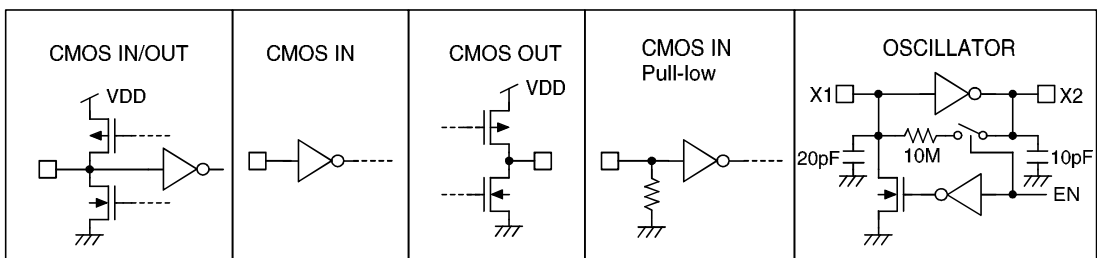 CMOS IN/OUT
VDD
CMOS IN
CMOS OUT
VDD
CMOS IN
Pull-low
OSCILLATOR
X1
X2
20pF
10M
10pF
EN